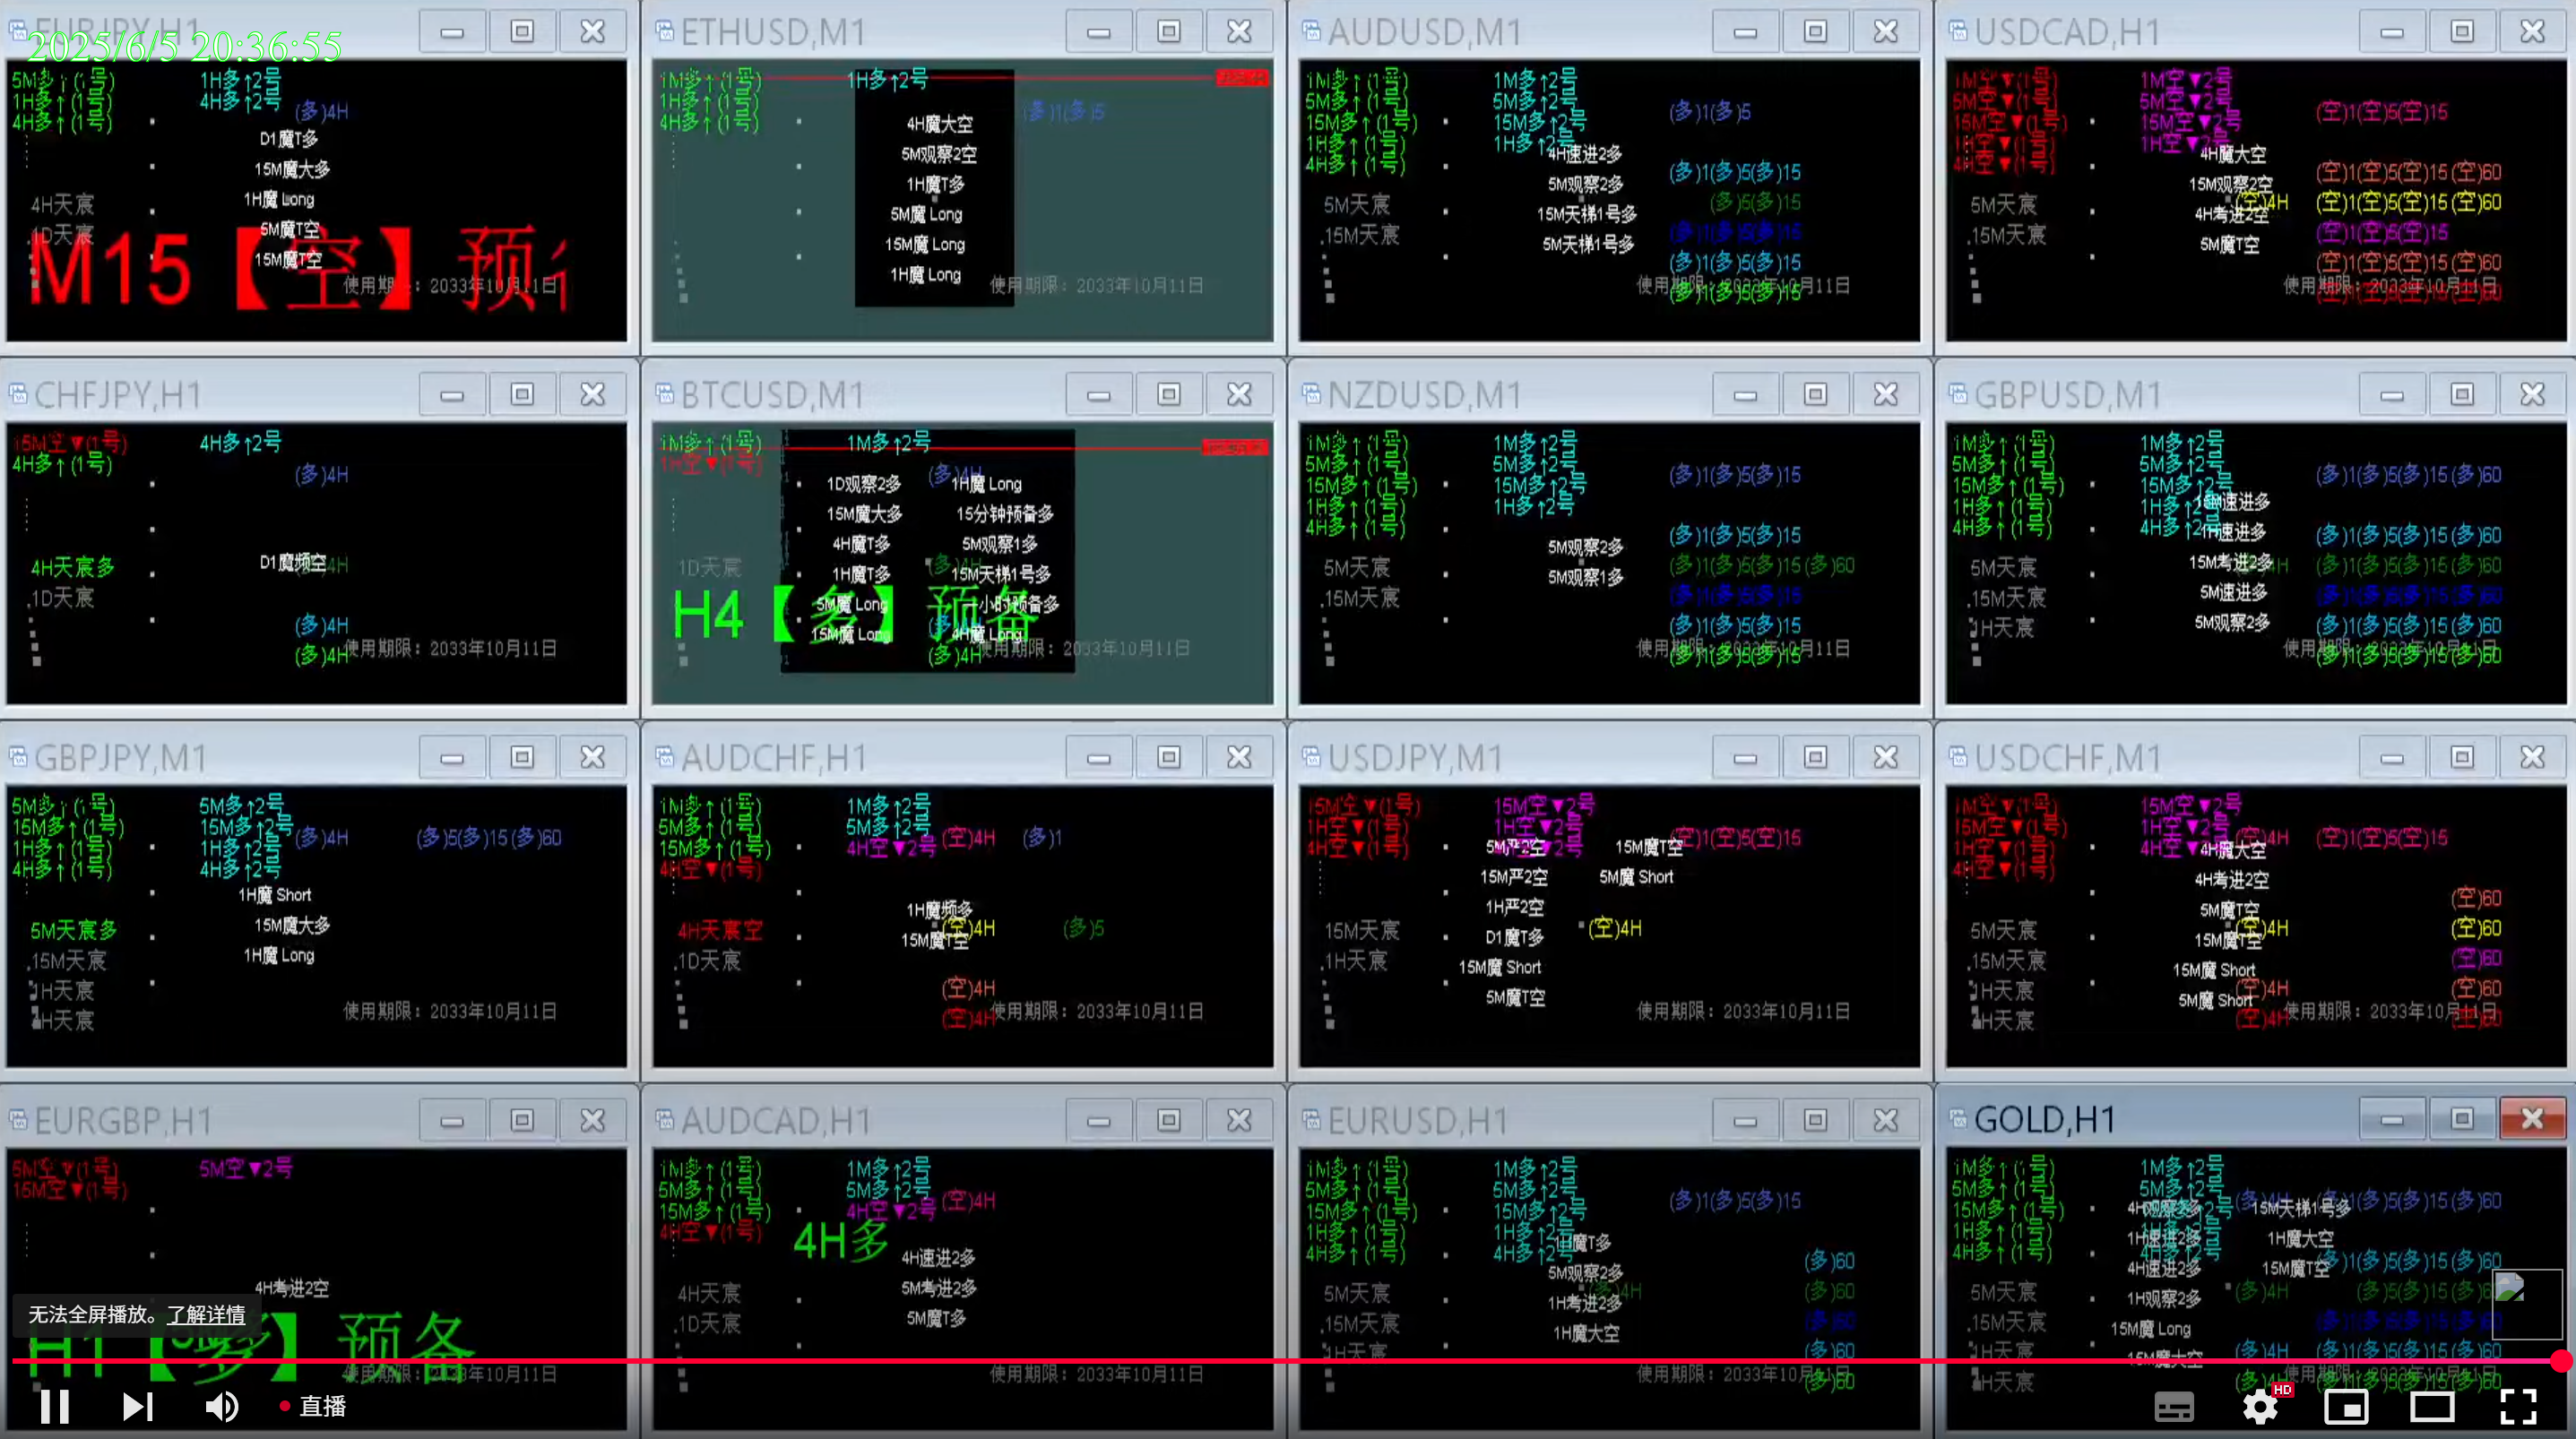 EURJPY,H1
2025/6/5 20:36:55
5M多↑(1号)
1H多↑(1号)
4H多↑(1号)
1H多↑2号
4H多↑2号
(多)4H
D1魔T多
15M魔大多
1H魔 Long
5M魔T空
15M魔T空
4H天宸
.1D天宸
M15【空】预
使用期限：2033年10月11日
ETHUSD,M1
1M多↑(1号)
1H多↑(1号)
4H多↑(1号)
1H多↑2号
(多)1(多)5
4H魔大空
5M观察2空
1H魔T多
5M魔 Long
15M魔 Long
1H魔 Long
使用期限：2033年10月11日
AUDUSD,M1
1M多↑(1号)
5M多↑(1号)
15M多↑(1号)
1H多↑(1号)
4H多↑(1号)
1M多↑2号
5M多↑2号
15M多↑2号
1H多↑2号
4H速进2多
5M观察2多
15M天梯1号多
5M天梯1号多
5M天宸
.15M天宸
(多)1(多)5
(多)1(多)5(多)15
(多)5(多)15
(多)1(多)5(多)15
(多)1(多)5(多)15
(多)1(多)5(多)15
使用期限：2033年10月11日
USDCAD,H1
1M空▼(1号)
5M空▼(1号)
15M空▼(1号)
1H空▼(1号)
4H空▼(1号)
1M空▼2号
5M空▼2号
15M空▼2号
1H空▼2号
4H魔大空
15M观察2空
4H考进2空
5M魔T空
(空)4H
5M天宸
.15M天宸
(空)1(空)5(空)15
(空)1(空)5(空)15(空)60
(空)1(空)5(空)15(空)60
(空)1(空)5(空)15
(空)1(空)5(空)15(空)60
(空)1(空)5(空)15(空)60
使用期限：2033年10月11日
CHFJPY,H1
15M空▼(1号)
4H多↑(1号)
4H多↑2号
(多)4H
4H天宸多
.1D天宸
D1魔频空
(多)4H
(多)4H
使用期限：2033年10月11日
BTCUSD,M1
1M多↑(1号)
1H空▼(1号)
1M多↑2号
(多)4H
1D观察2多
15M魔大多
4H魔T多
1H魔T多
5M魔 Long
15M魔 Long
1H魔 Long
15分钟预备多
5M观察1多
15M天梯1号多
一小时预备多
4H魔 Long
1D天宸
H4【多】预备
(多)4H
使用期限：2033年10月11日
NZDUSD,M1
1M多↑(1号)
5M多↑(1号)
15M多↑(1号)
1H多↑(1号)
4H多↑(1号)
1M多↑2号
5M多↑2号
15M多↑2号
1H多↑2号
5M观察2多
5M观察1多
5M天宸
.15M天宸
(多)1(多)5(多)15
(多)1(多)5(多)15
(多)1(多)5(多)15(多)60
(多)1(多)5(多)15
(多)1(多)5(多)15
(多)1(多)5(多)15
使用期限：2033年10月11日
GBPUSD,M1
1M多↑(1号)
5M多↑(1号)
15M多↑(1号)
1H多↑(1号)
4H多↑(1号)
1M多↑2号
5M多↑2号
15M多↑2号
1H多↑2号
4H多↑2号
15M速进多
1H速进多
15M考进2多
5M速进多
5M观察2多
5M天宸
.15M天宸
1H天宸
(多)1(多)5(多)15(多)60
(多)1(多)5(多)15(多)60
(多)1(多)5(多)15(多)60
(多)1(多)5(多)15(多)60
(多)1(多)5(多)15(多)60
(多)1(多)5(多)15(多)60
使用期限：2033年10月11日
GBPJPY,M1
5M多↑(1号)
15M多↑(1号)
1H多↑(1号)
4H多↑(1号)
5M多↑2号
15M多↑2号
1H多↑2号
4H多↑2号
(多)4H
(多)5(多)15(多)60
1H魔 Short
15M魔大多
1H魔 Long
5M天宸多
.15M天宸
1H天宸
4H天宸
使用期限：2033年10月11日
AUDCHF,H1
1M多↑(1号)
5M多↑(1号)
15M多↑(1号)
4H空▼(1号)
1M多↑2号
5M多↑2号
4H空▼2号
(空)4H
(多)1
1H魔频多
15M魔T空
(空)4H
(多)5
4H天宸空
.1D天宸
(空)4H
(空)4H
使用期限：2033年10月11日
USDJPY,M1
15M空▼(1号)
1H空▼(1号)
4H空▼(1号)
15M空▼2号
1H空▼2号
4H空▼2号
5M严2空
15M严2空
1H严2空
D1魔T多
15M魔 Short
5M魔T空
15M魔T空
5M魔 Short
(空)1(空)5(空)15
(空)4H
15M天宸
.1H天宸
使用期限：2033年10月11日
USDCHF,M1
1M空▼(1号)
15M空▼(1号)
1H空▼(1号)
4H空▼(1号)
15M空▼2号
1H空▼2号
4H空▼2号
(空)4H
(空)1(空)5(空)15
4H魔大空
4H考进2空
5M魔T空
15M魔T空
15M魔 Short
5M魔 Short
(空)4H
(空)4H
(空)4H
(空)60
(空)60
(空)60
(空)60
(空)60
5M天宸
.15M天宸
1H天宸
4H天宸
使用期限：2033年10月11日
EURGBP,H1
5M空▼(1号)
15M空▼(1号)
5M空▼2号
4H考进2空
无法全屏播放。了解详情
H1【多】预备
使用期限：2033年10月11日
AUDCAD,H1
1M多↑(1号)
5M多↑(1号)
15M多↑(1号)
4H空▼(1号)
1M多↑2号
5M多↑2号
4H空▼2号
(空)4H
4H多
4H速进2多
5M考进2多
5M魔T多
4H天宸
.1D天宸
使用期限：2033年10月11日
EURUSD,H1
1M多↑(1号)
5M多↑(1号)
15M多↑(1号)
1H多↑(1号)
4H多↑(1号)
1M多↑2号
5M多↑2号
15M多↑2号
1H多↑2号
4H多↑2号
(多)1(多)5(多)15
1H魔T多
5M观察2多
1H考进2多
1H魔大空
(多)60
(多)60
(多)60
(多)60
(多)60
5M天宸
.15M天宸
1H天宸
使用期限：2033年10月11日
GOLD,H1
1M多↑(1号)
5M多↑(1号)
15M多↑(1号)
1H多↑(1号)
4H多↑(1号)
1M多↑2号
5M多↑2号
4H观察2多
1H速进2多
4H速进2多
1H观察2多
15M魔 Long
15M魔大空
15M天梯1号多
1H魔大空
15M魔T空
5M天宸
.15M天宸
1H天宸
4H天宸
(多)4H
(多)1(多)5(多)15(多)60
使用期限：2033年10月11日
直播
HD